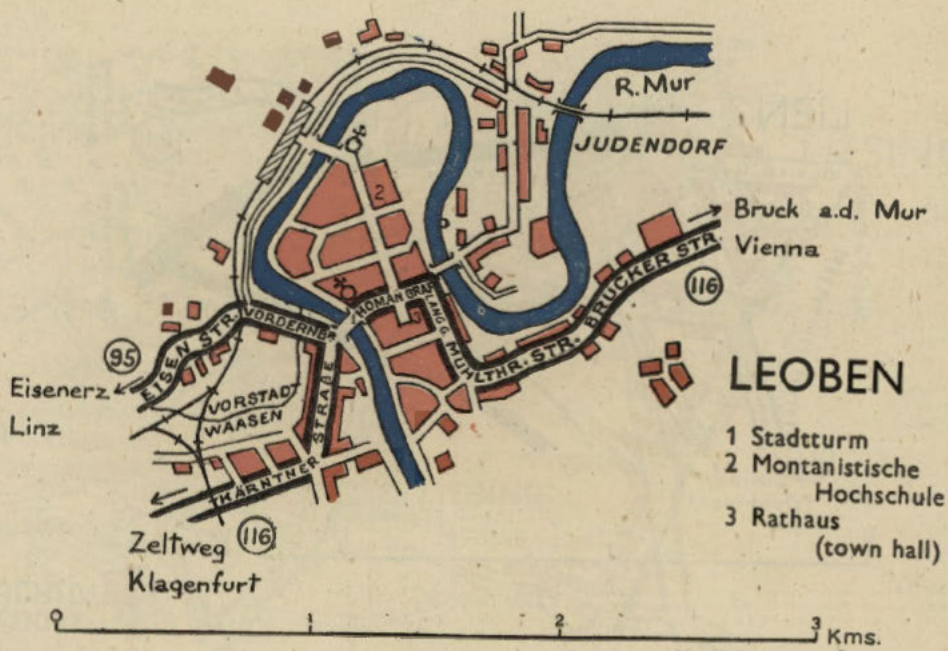 R. Mur
JUDENDORF
2
Bruck a.d. Mur
Vienna
116
BRUCKER STR.
MÜHLTHR. STR.
LANG G.
HOMAN GRAB
VORDERNB.
EISEN STR.
95
Eisenerz
Linz
VORSTADT
WAASEN
KÄRNTNER
STRAßE
116
Zeltweg
Klagenfurt
LEOBEN
1 Stadtturm
2 Montanistische
Hochschule
3 Rathaus
(town hall)
0 1 2 3 Kms.